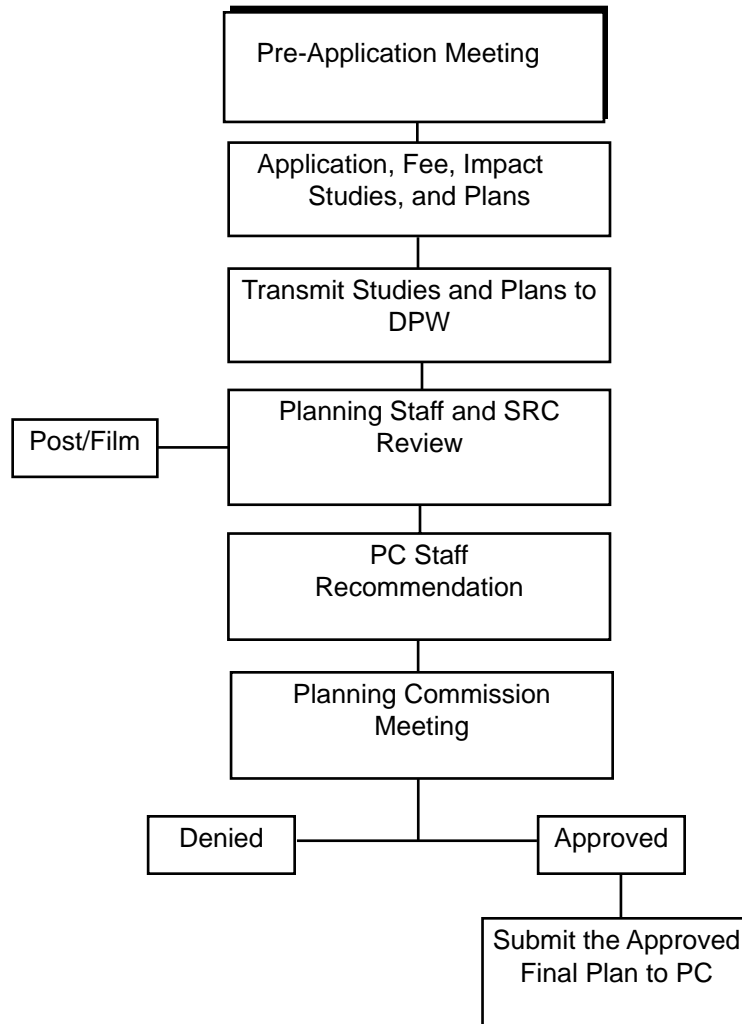 Pre-Application Meeting
Application, Fee, Impact
Studies, and Plans
Transmit Studies and Plans to
DPW
Planning Staff and SRC
Review
Post/Film
PC Staff
Recommendation
Planning Commission
Meeting
Denied
Approved
Submit the Approved
Final Plan to PC